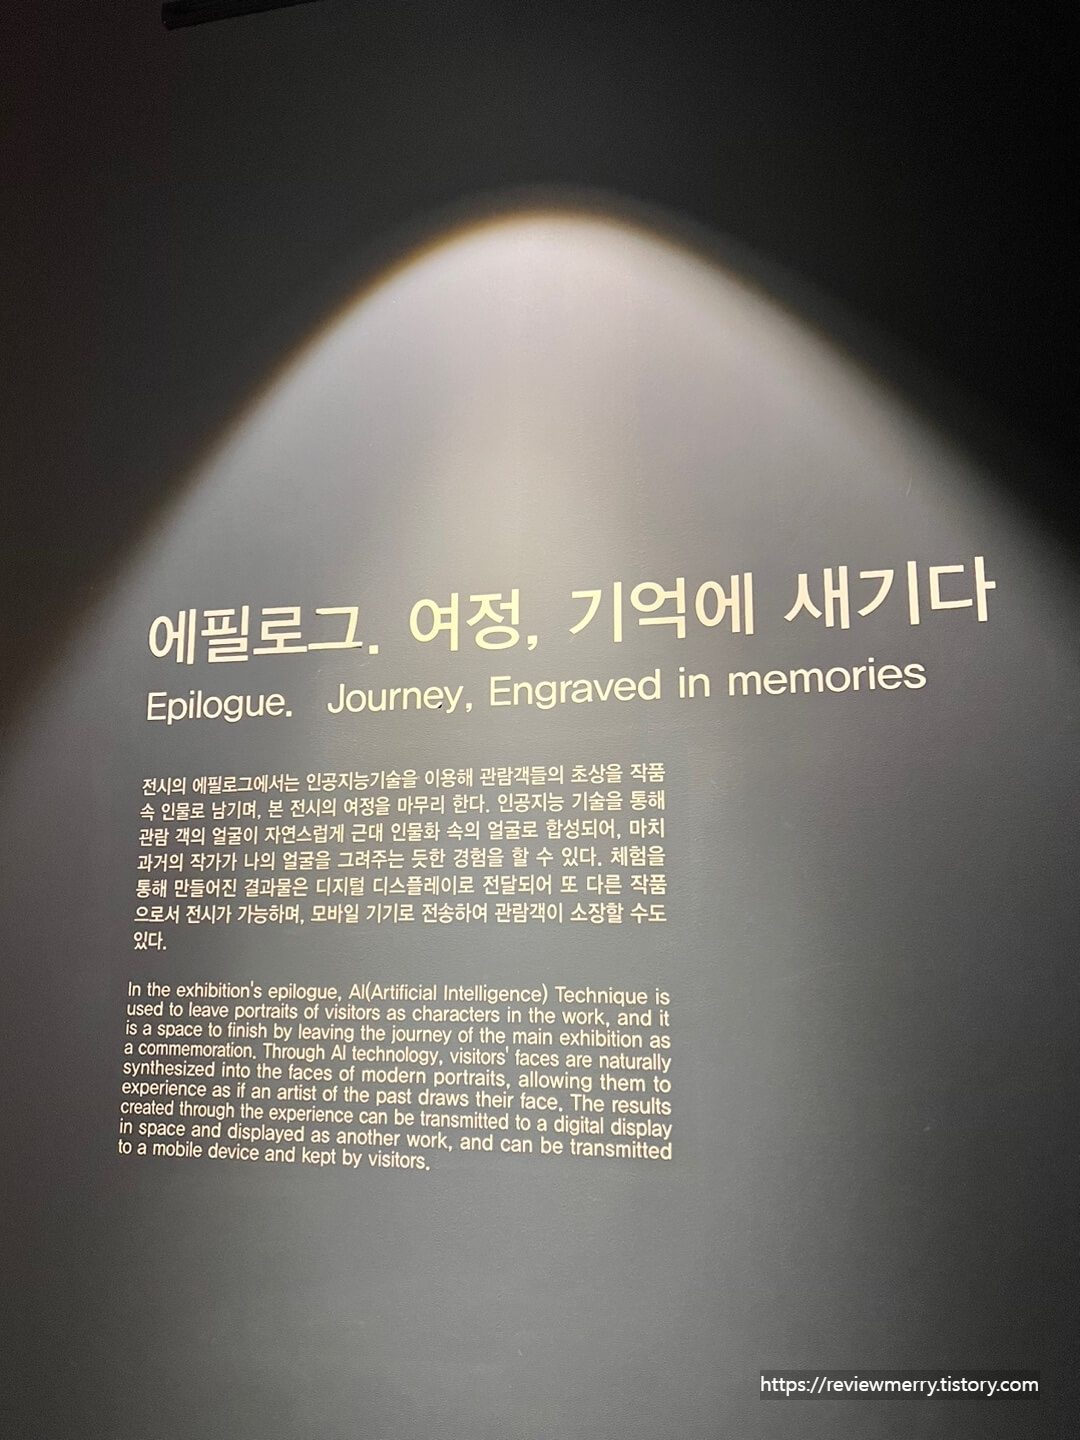 에필로그. 여정, 기억에 새기다
Epilogue. Journey, Engraved in memories
전시의 에필로그에서는 인공지능기술을 이용해 관람객들의 초상을 작품
속 인물로 남기며, 본 전시의 여정을 마무리 한다. 인공지능 기술을 통해
관람 객의 얼굴이 자연스럽게 근대 인물화 속의 얼굴로 합성되어, 마치
과거의 작가가 나의 얼굴을 그려주는 듯한 경험을 할 수 있다. 체험을
통해 만들어진 결과물은 디지털 디스플레이로 전달되어 또 다른 작품
으로서 전시가 가능하며, 모바일 기기로 전송하여 관람객이 소장할 수도
있다.
In the exhibition's epilogue, AI(Artificial Intelligence) Technique is
used to leave portraits of visitors as characters in the work, and it
is a space to finish by leaving the journey of the main exhibition as
a commemoration. Through AI technology, visitors' faces are naturally
synthesized into the faces of modern portraits, allowing them to
experience as if an artist of the past draws their face. The results
created through the experience can be transmitted to a digital display
in space and displayed as another work, and can be transmitted
to a mobile device and kept by visitors.
https://reviewmerry.tistory.com